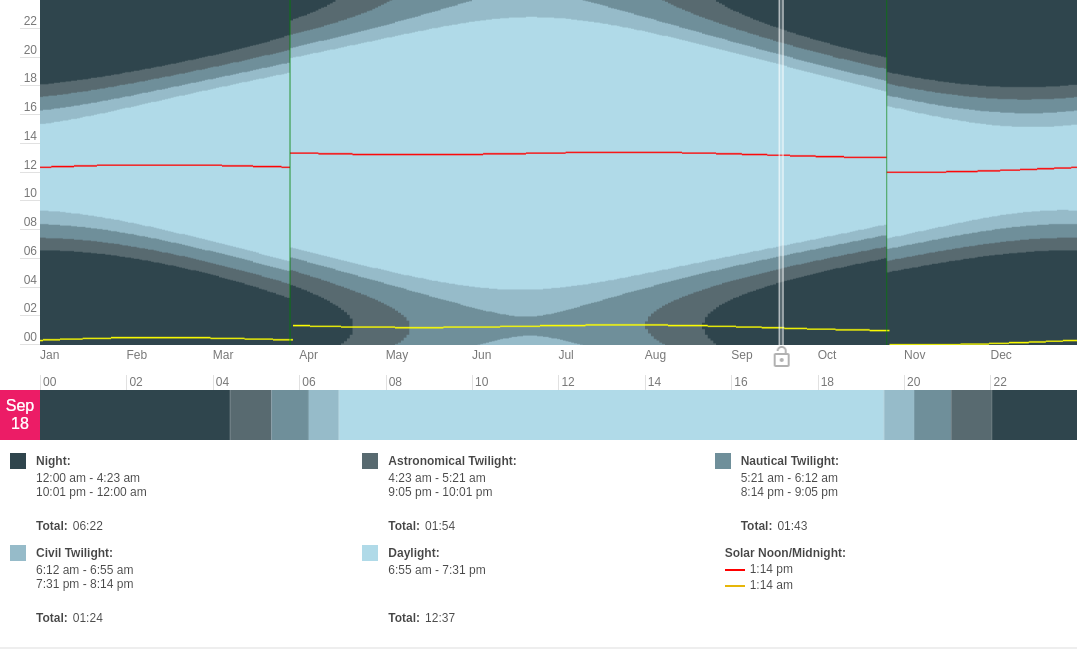 22
20
18
16
14
12
10
08
06
04
02
00
Jan Feb Mar Apr May Jun Jul Aug Sep Oct Nov Dec
00 02 04 06 08 10 12 14 16 18 20 22
Sep
18
Night:
12:00 am - 4:23 am
10:01 pm - 12:00 am
Total: 06:22
Astronomical Twilight:
4:23 am - 5:21 am
9:05 pm - 10:01 pm
Total: 01:54
Nautical Twilight:
5:21 am - 6:12 am
8:14 pm - 9:05 pm
Total: 01:43
Civil Twilight:
6:12 am - 6:55 am
7:31 pm - 8:14 pm
Total: 01:24
Daylight:
6:55 am - 7:31 pm
Total: 12:37
Solar Noon/Midnight:
1:14 pm
1:14 am